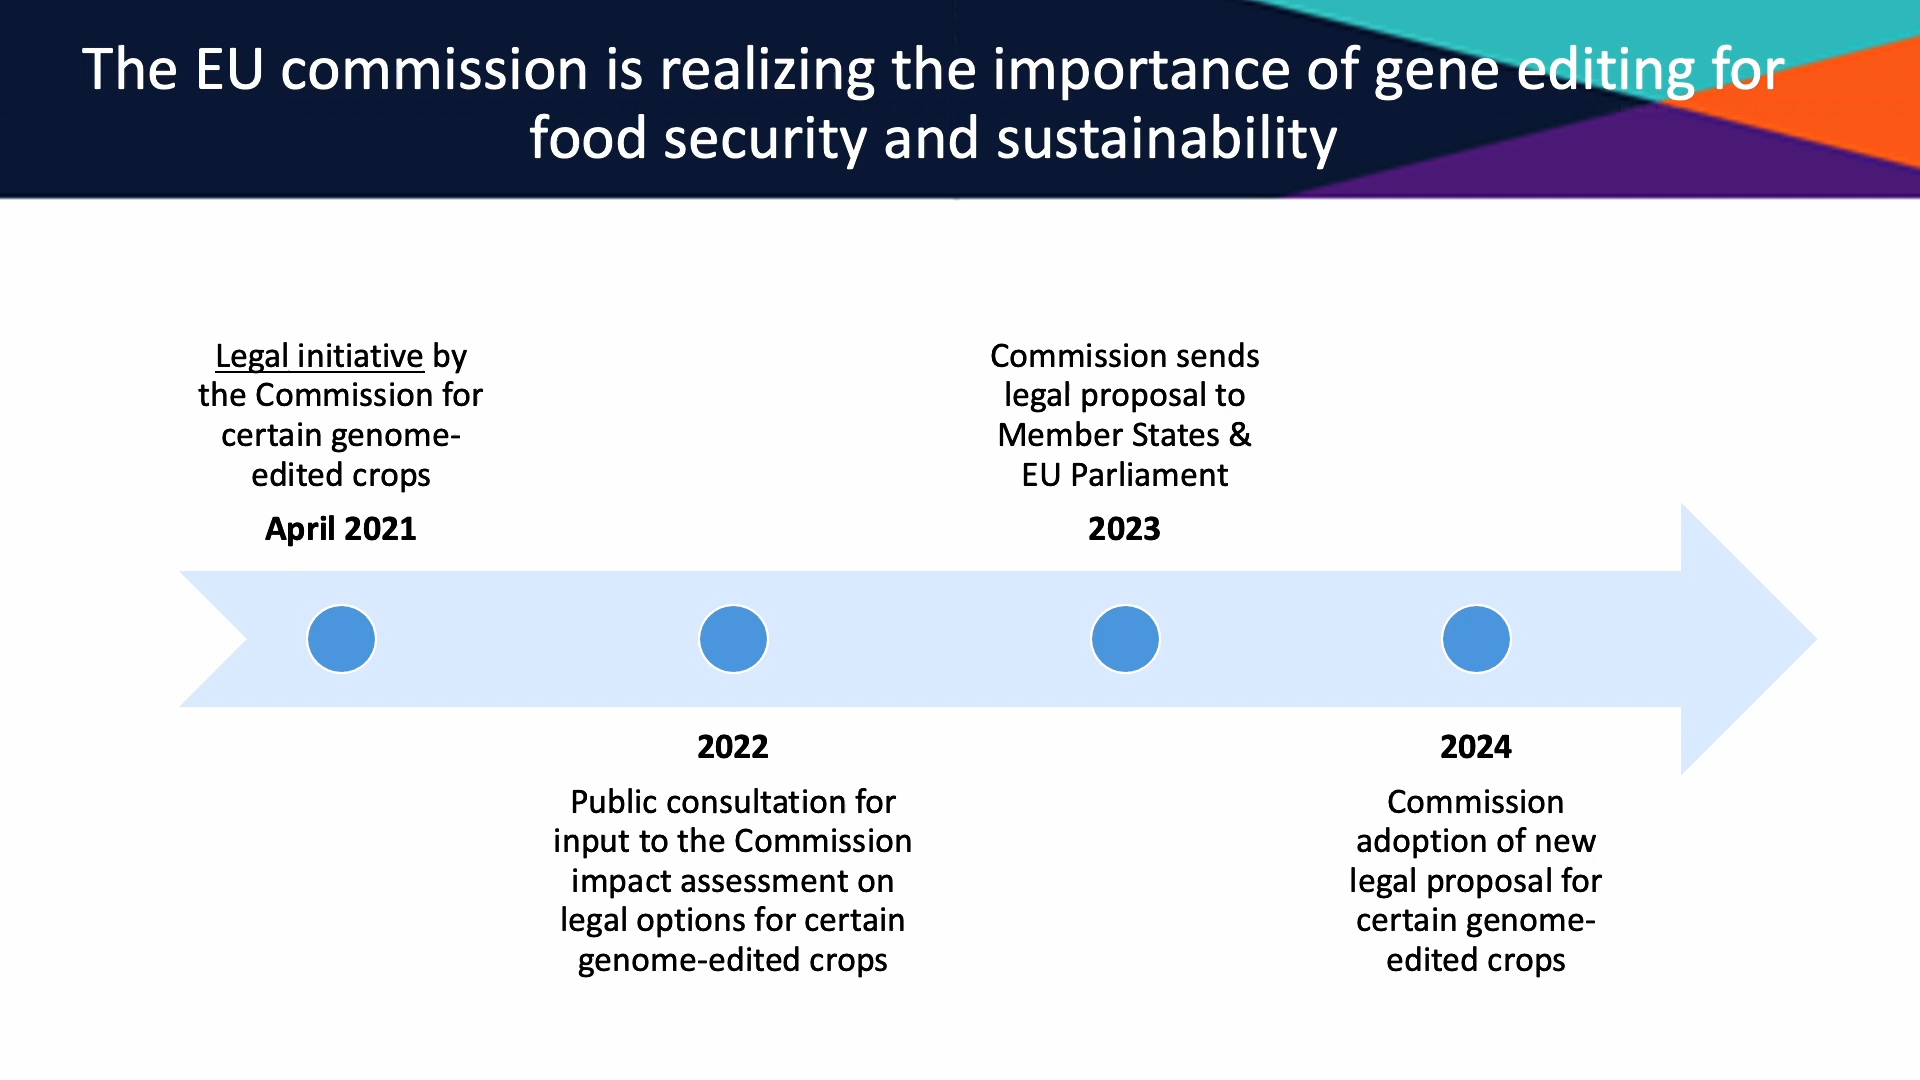 The EU commission is realizing the importance of gene editing for
food security and sustainability
Legal initiative by
the Commission for
certain genome-
edited crops
April 2021
2022
Public consultation for
input to the Commission
impact assessment on
legal options for certain
genome-edited crops
Commission sends
legal proposal to
Member States &
EU Parliament
2023
2024
Commission
adoption of new
legal proposal for
certain genome-
edited crops